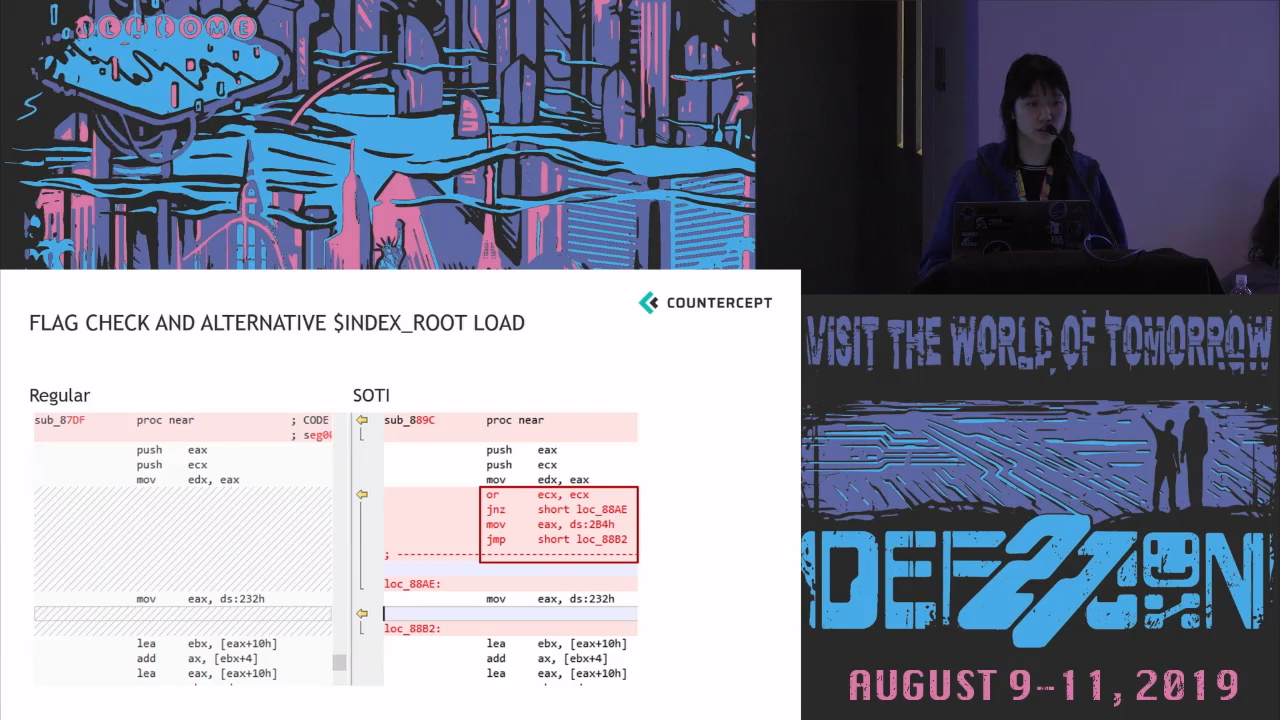 WELCOME
COUNTERCEPT
FLAG CHECK AND ALTERNATIVE $INDEX_ROOT LOAD
Regular
SOTI
sub_87DF proc near ; CODE
; seg00
push eax
push ecx
mov edx, eax
mov eax, ds:232h
lea ebx, [eax+10h]
add ax, [ebx+4]
lea eax, [eax+10h]
sub_889C proc near
push eax
push ecx
mov edx, eax
or ecx, ecx
jnz short loc_88AE
mov eax, ds:2B4h
jmp short loc_88B2
; ---------------------------------------
loc_88AE:
mov eax, ds:232h
loc_88B2:
lea ebx, [eax+10h]
add ax, [ebx+4]
lea eax, [eax+10h]
VISIT THE WORLD OF TOMORROW
DEF27CON
AUGUST 9-11, 2019